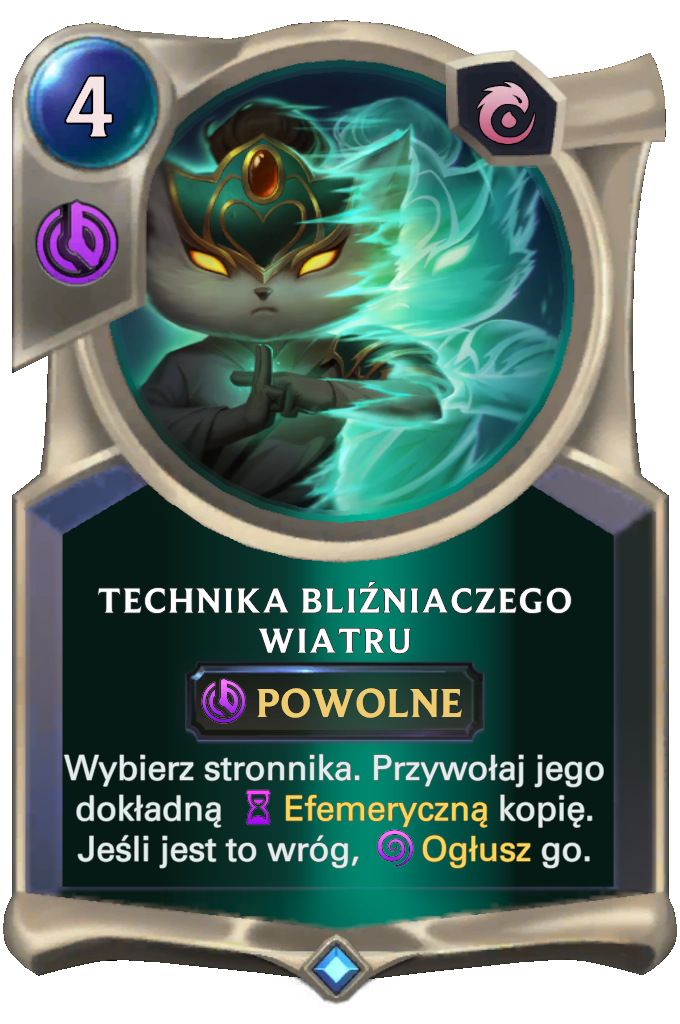 4
TECHNIKA BLIŹNIACZEGO
WIATRU
POWOLNE
Wybierz stronnika. Przywołaj jego
dokładną Efemeryczną kopię.
Jeśli jest to wróg, Ogłusz go.